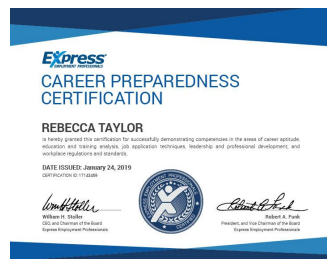 Express
EMPLOYMENT PROFESSIONALS
CAREER PREPAREDNESS
CERTIFICATION
REBECCA TAYLOR
is hereby granted this certification for successfully demonstrating competencies in the areas of career aptitude,
education and training analysis, job application techniques, leadership and professional development, and
workplace regulations and standards.
DATE ISSUED: January 24, 2019
CERTIFICATION ID: 17143499
William H. Stoller
CEO and Chairman of the Board
Express Employment Professionals
Robert A. Funk
President, and Vice Chairman of the Board
Express Employment Professionals